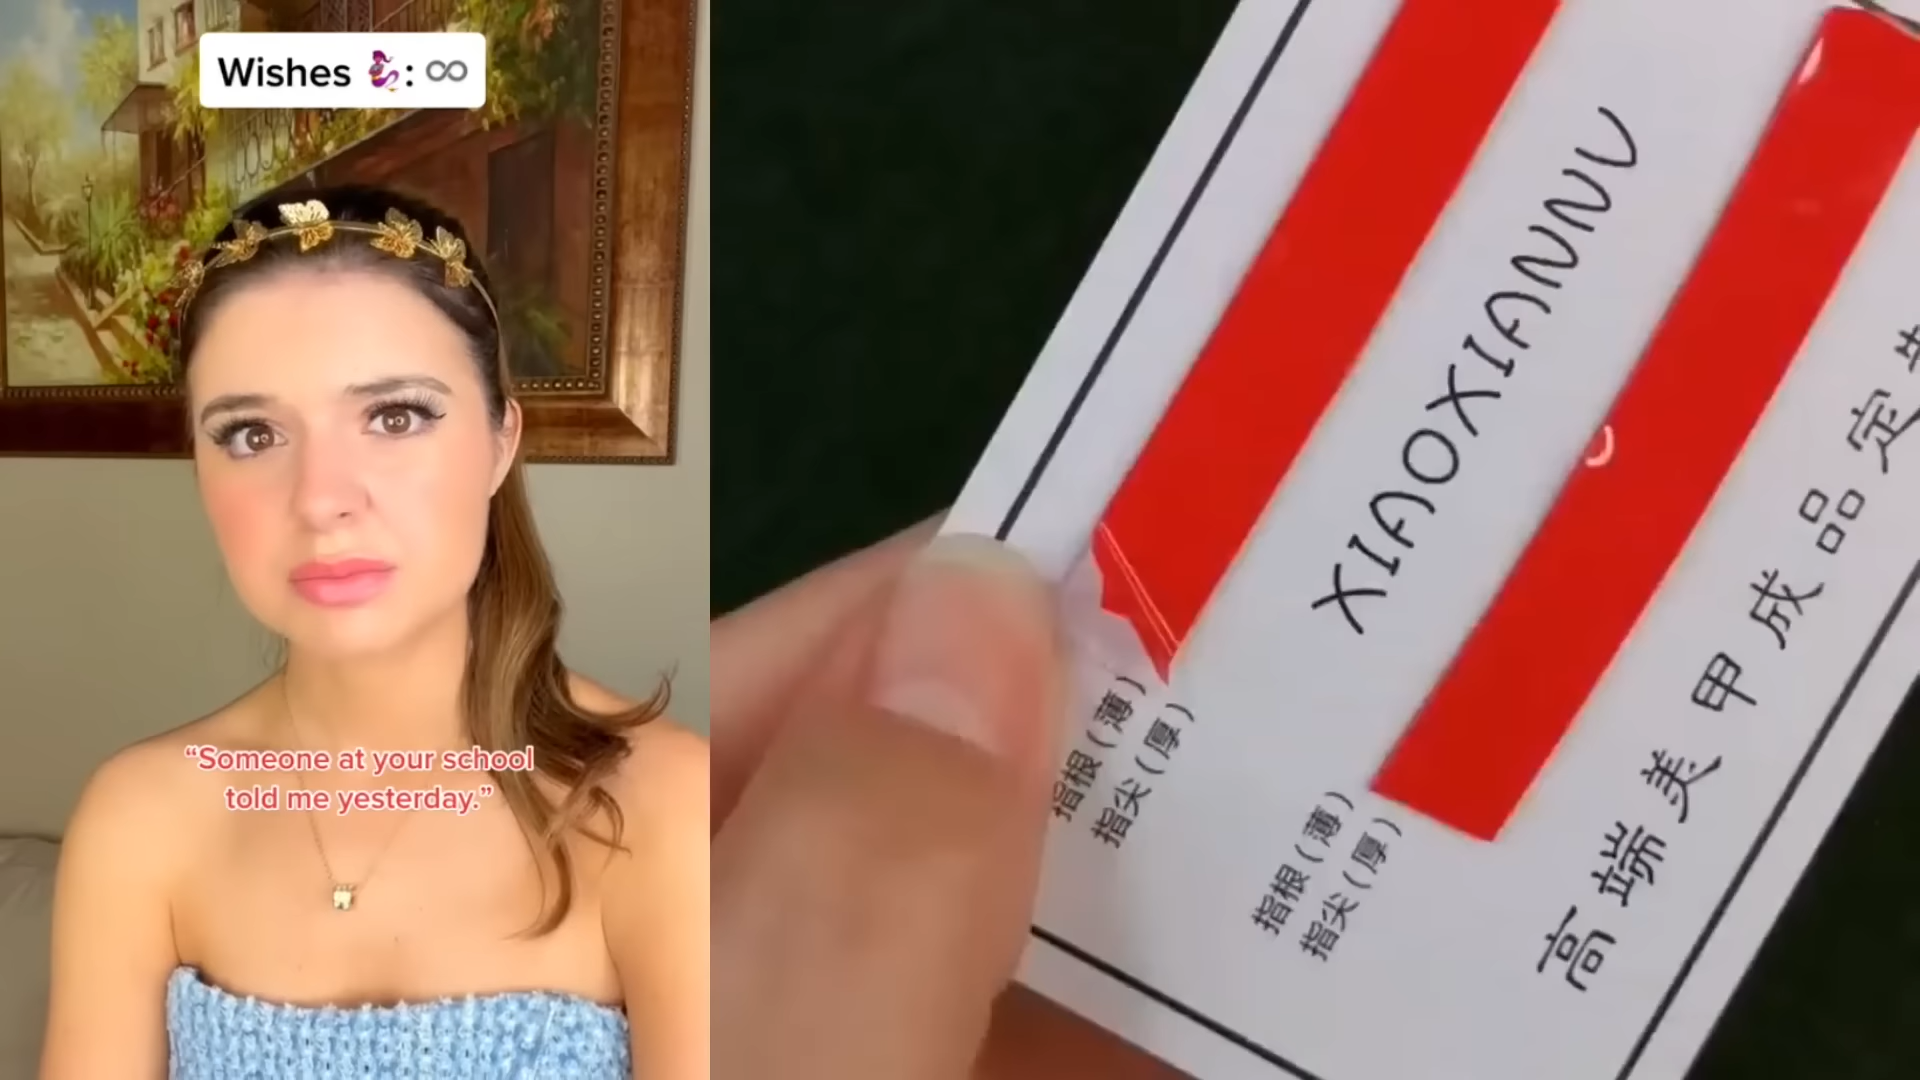 Wishes 🧞‍♀️: ∞
“Someone at your school
told me yesterday.”
XIAOXIANNU
指根(薄)
指尖(厚)
指根(薄)
指尖(厚)
高端美甲成品定